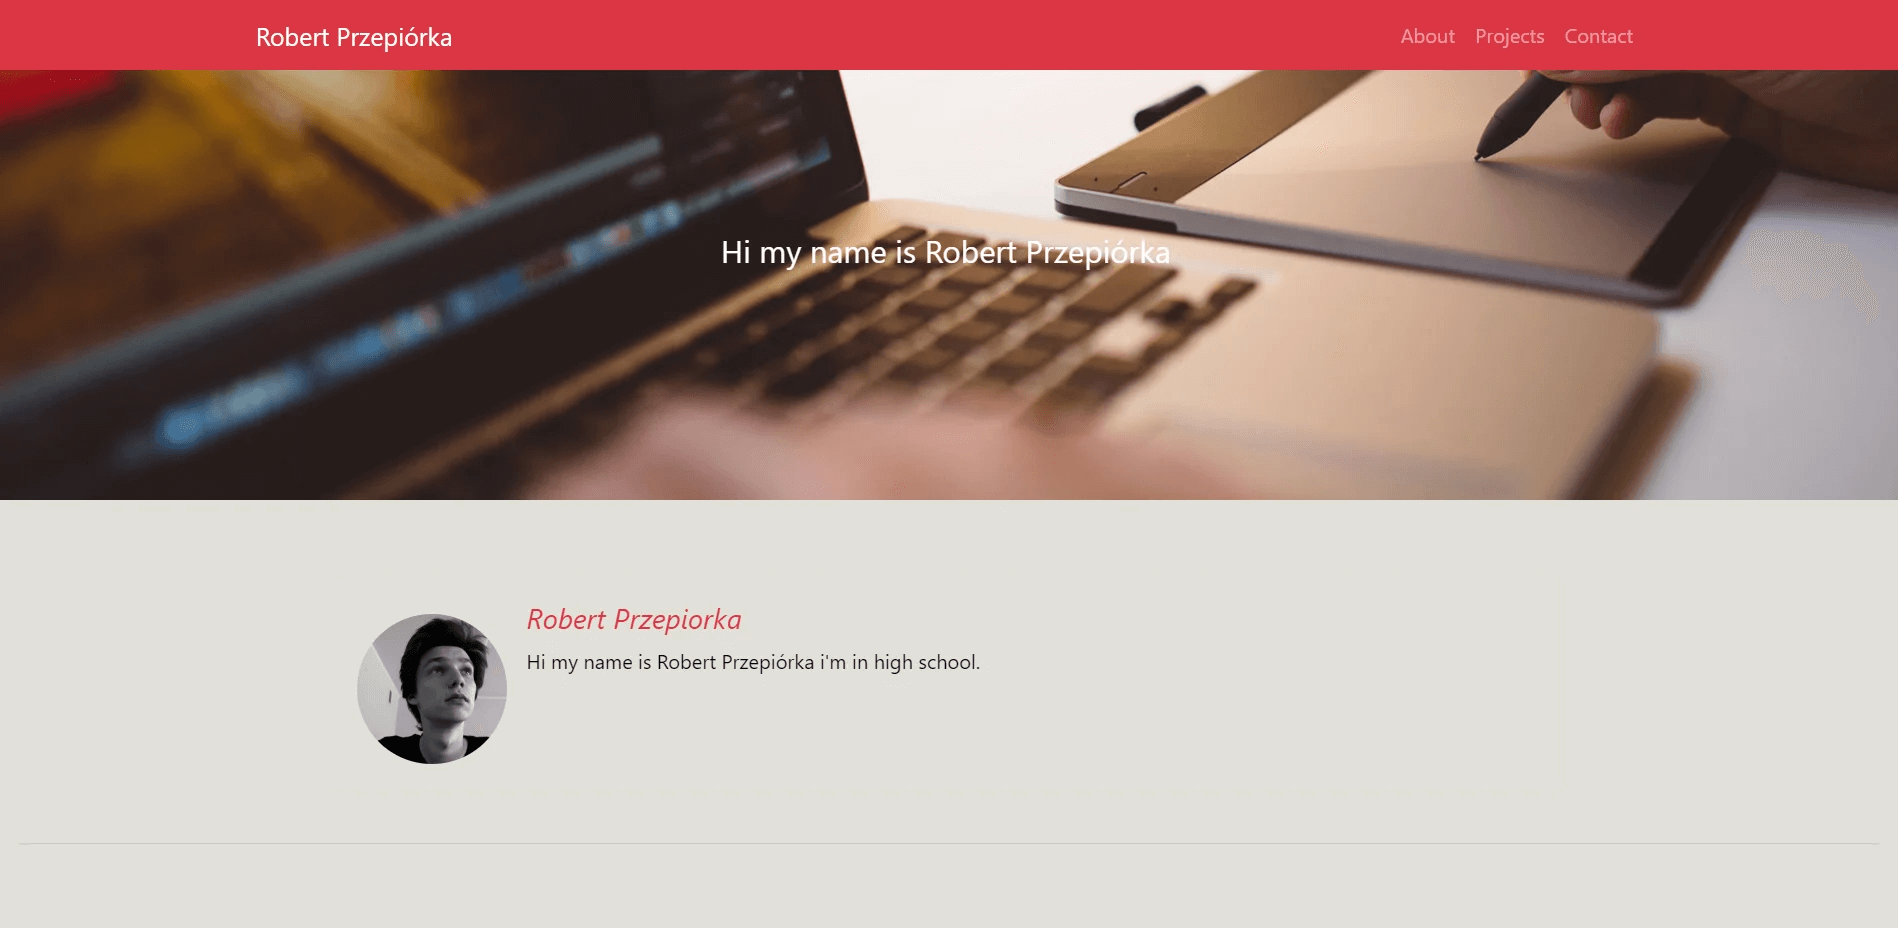 Robert Przepiórka
About Projects Contact
Hi my name is Robert Przepiórka
Robert Przepiorka
Hi my name is Robert Przepiórka i'm in high school.